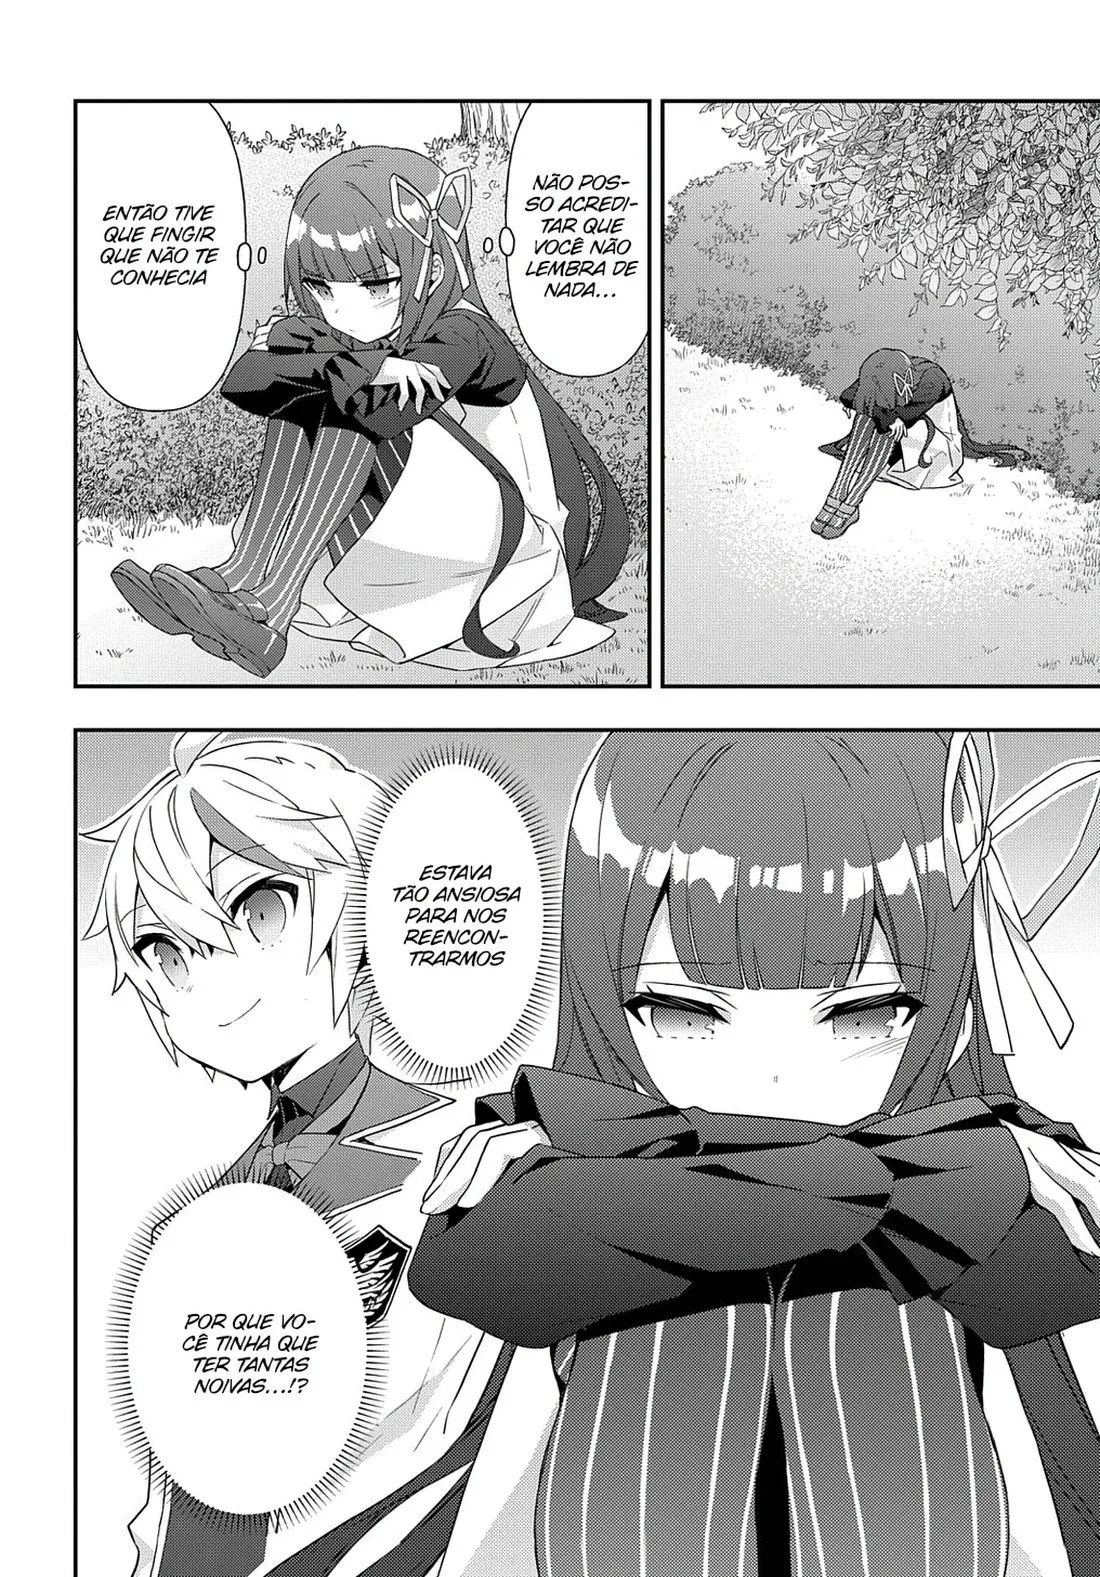 NÃO POS-
SO ACREDI-
TAR QUE
VOCÊ NÃO
LEMBRA DE
NADA...
ENTÃO TIVE
QUE FINGIR
QUE NÃO TE
CONHECIA
ESTAVA
TÃO ANSIOSA
PARA NOS
REENCON-
TRARMOS
POR QUE VO-
CÊ TINHA QUE
TER TANTAS
NOIVAS...!?